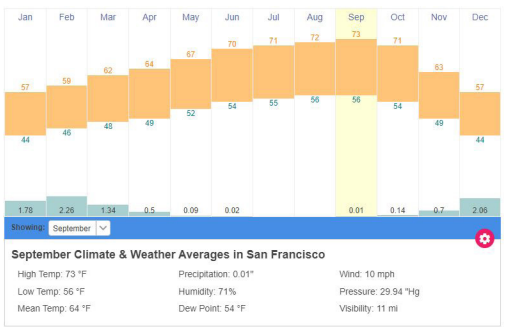 Jan Feb Mar Apr May Jun Jul Aug Sep Oct Nov Dec
57 59 62 64 67 70 71 72 73 71 63 57
44 46 48 49 52 54 55 56 56 54 49 44
1.78 2.26 1.34 0.5 0.09 0.02 0.01 0.14 0.7 2.06
Showing: September
September Climate & Weather Averages in San Francisco
High Temp: 73 °F Precipitation: 0.01" Wind: 10 mph
Low Temp: 56 °F Humidity: 71% Pressure: 29.94 "Hg
Mean Temp: 64 °F Dew Point: 54 °F Visibility: 11 mi